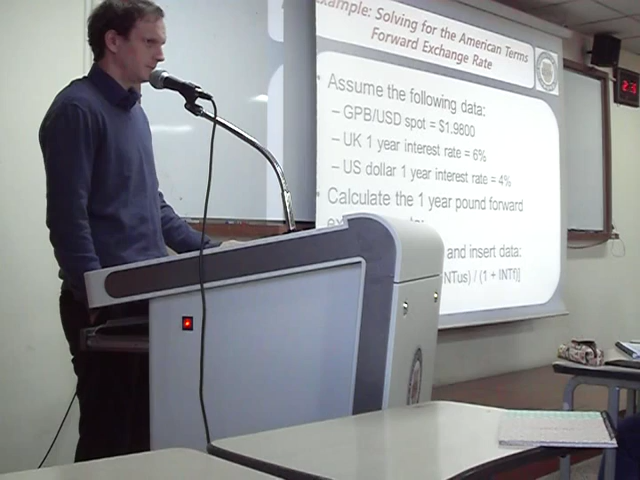 xample: Solving for the American Terms
Forward Exchange Rate
• Assume the following data:
– GPB/USD spot = $1.9800
– UK 1 year interest rate = 6%
– US dollar 1 year interest rate = 4%
• Calculate the 1 year pound forward
and insert data:
NTus) / (1 + INTf)]